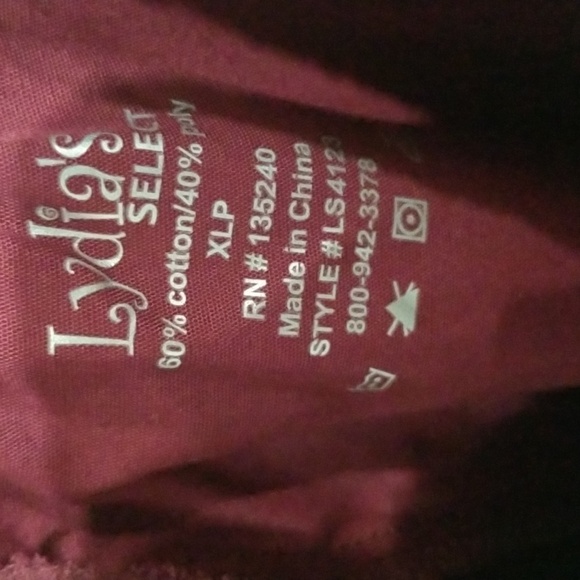 Lydia's
SELECT
60% cotton/40% poly
XLP
RN # 135240
Made in China
STYLE # LS4123
800-942-3378